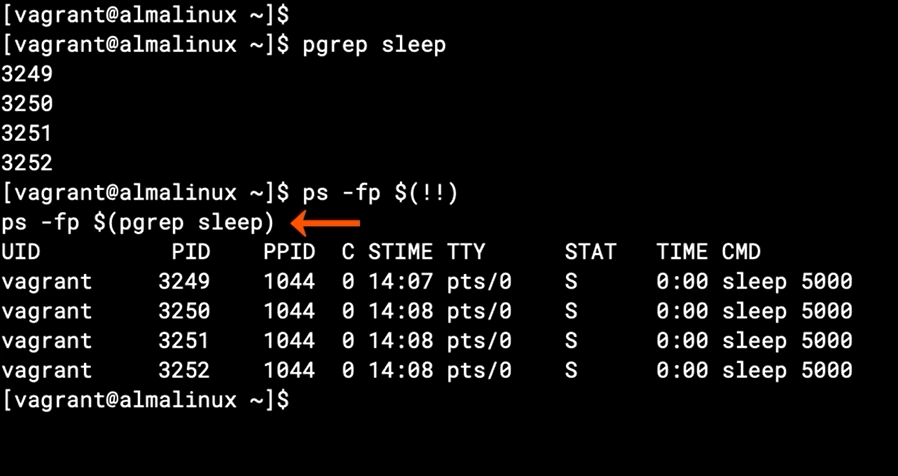 [vagrant@almalinux ~]$
[vagrant@almalinux ~]$ pgrep sleep
3249
3250
3251
3252
[vagrant@almalinux ~]$ ps -fp $(!!)
ps -fp $(pgrep sleep)
UID          PID    PPID  C STIME TTY      STAT   TIME CMD
vagrant     3249    1044  0 14:07 pts/0    S      0:00 sleep 5000
vagrant     3250    1044  0 14:08 pts/0    S      0:00 sleep 5000
vagrant     3251    1044  0 14:08 pts/0    S      0:00 sleep 5000
vagrant     3252    1044  0 14:08 pts/0    S      0:00 sleep 5000
[vagrant@almalinux ~]$